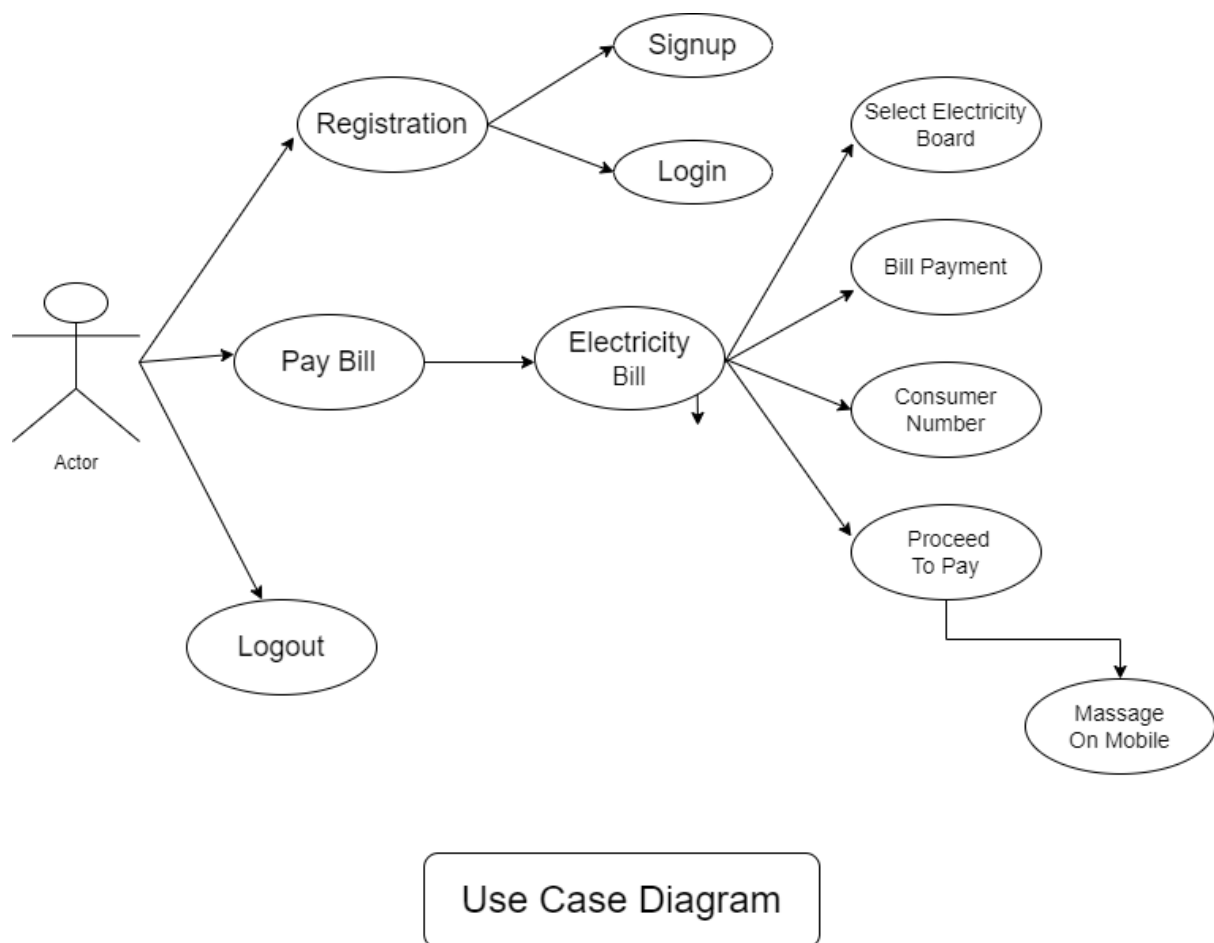 Signup
Registration
Login
Select Electricity
Board
Bill Payment
Pay Bill
Electricity
Bill
Consumer
Number
Actor
Proceed
To Pay
Logout
Massage
On Mobile
Use Case Diagram